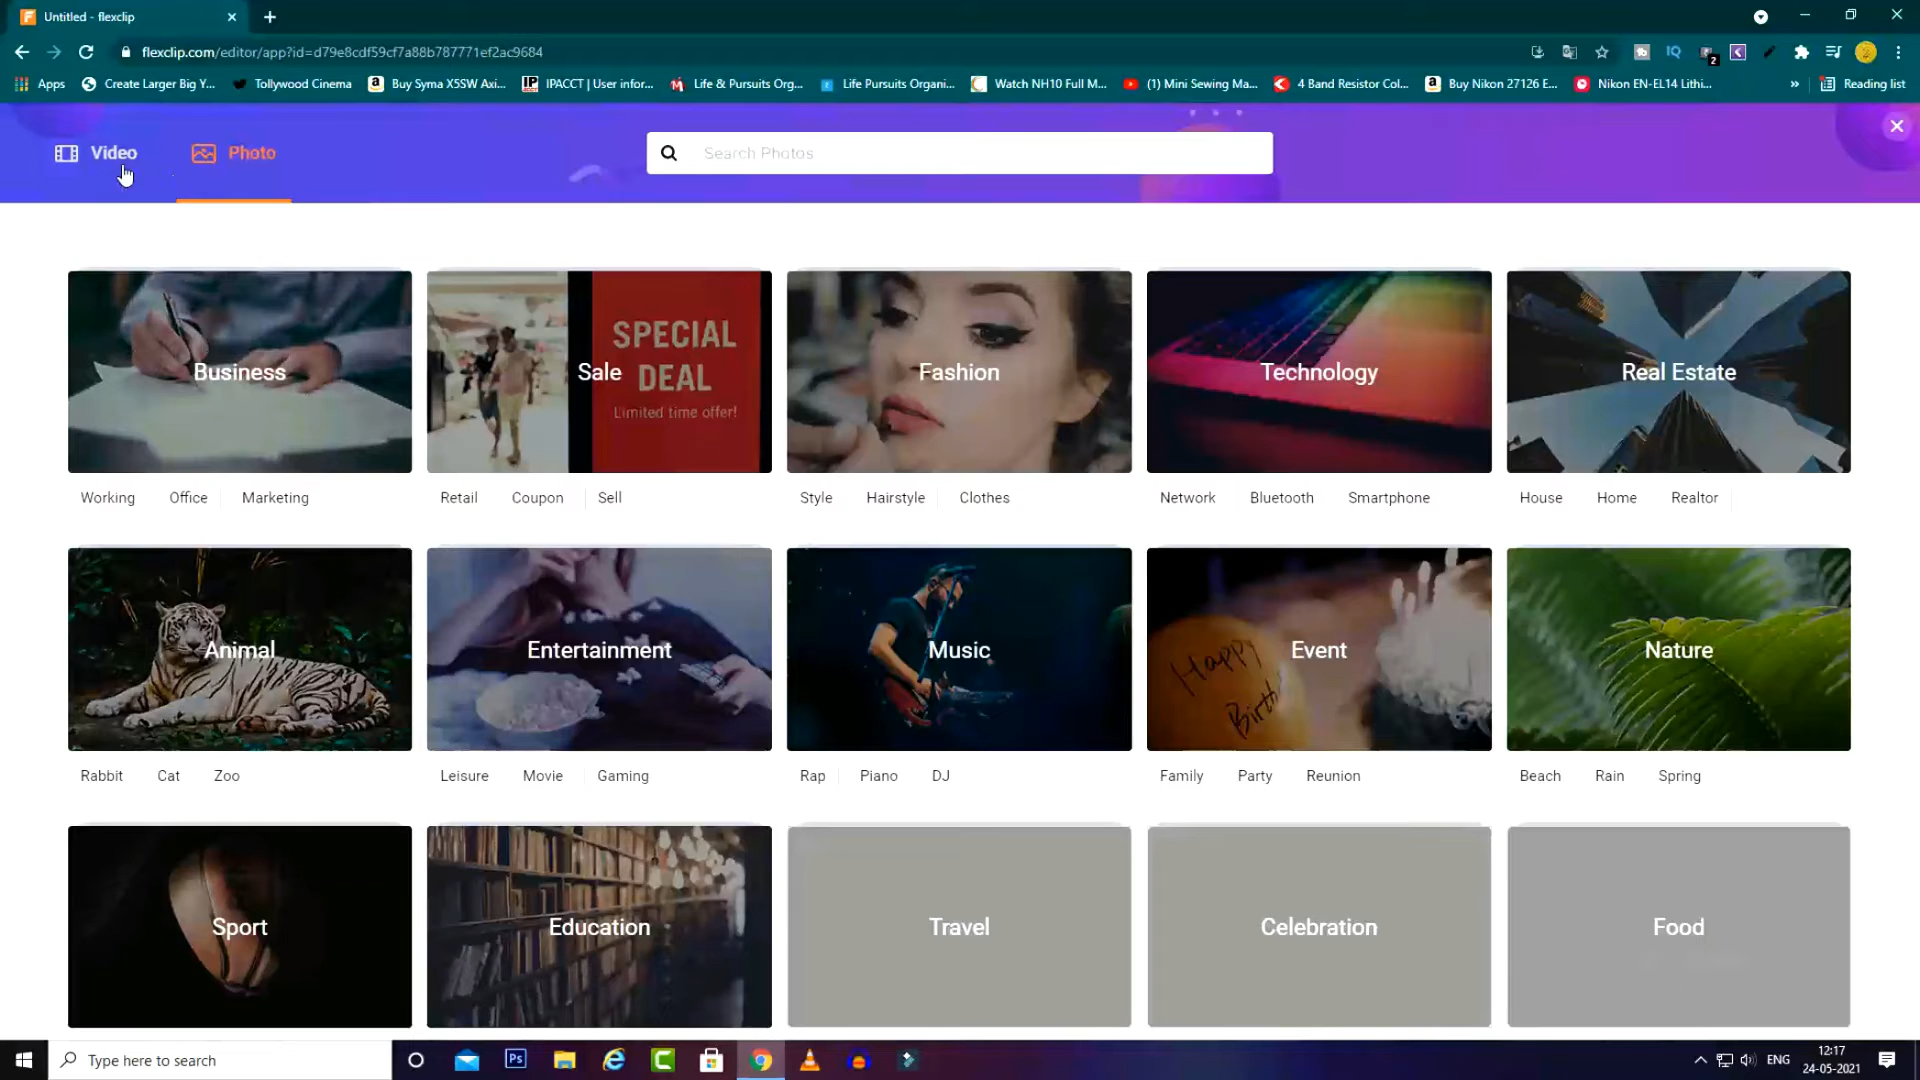 Untitled - flexclip
flexclip.com/editor/app?id=d79e8cdf59cf7a88b787771ef2ac9684
2
Apps Create Larger Big Y... Tollywood Cinema Buy Syma X5SW Axi... IPACCT | User infor... Life & Pursuits Org... Life Pursuits Organi... Watch NH10 Full M... (1) Mini Sewing Ma... 4 Band Resistor Col... Buy Nikon 27126 E... Nikon EN-EL14 Lithi... » Reading list
Video Photo Search Photos
SPECIAL
DEAL
Limited time offer!
Business Sale Fashion Technology Real Estate
Working Office Marketing Retail Coupon Sell Style Hairstyle Clothes Network Bluetooth Smartphone House Home Realtor
Happy
Birth
Animal Entertainment Music Event Nature
Rabbit Cat Zoo Leisure Movie Gaming Rap Piano DJ Family Party Reunion Beach Rain Spring
Sport Education Travel Celebration Food
Type here to search Ps ENG 12:17
24-05-2021